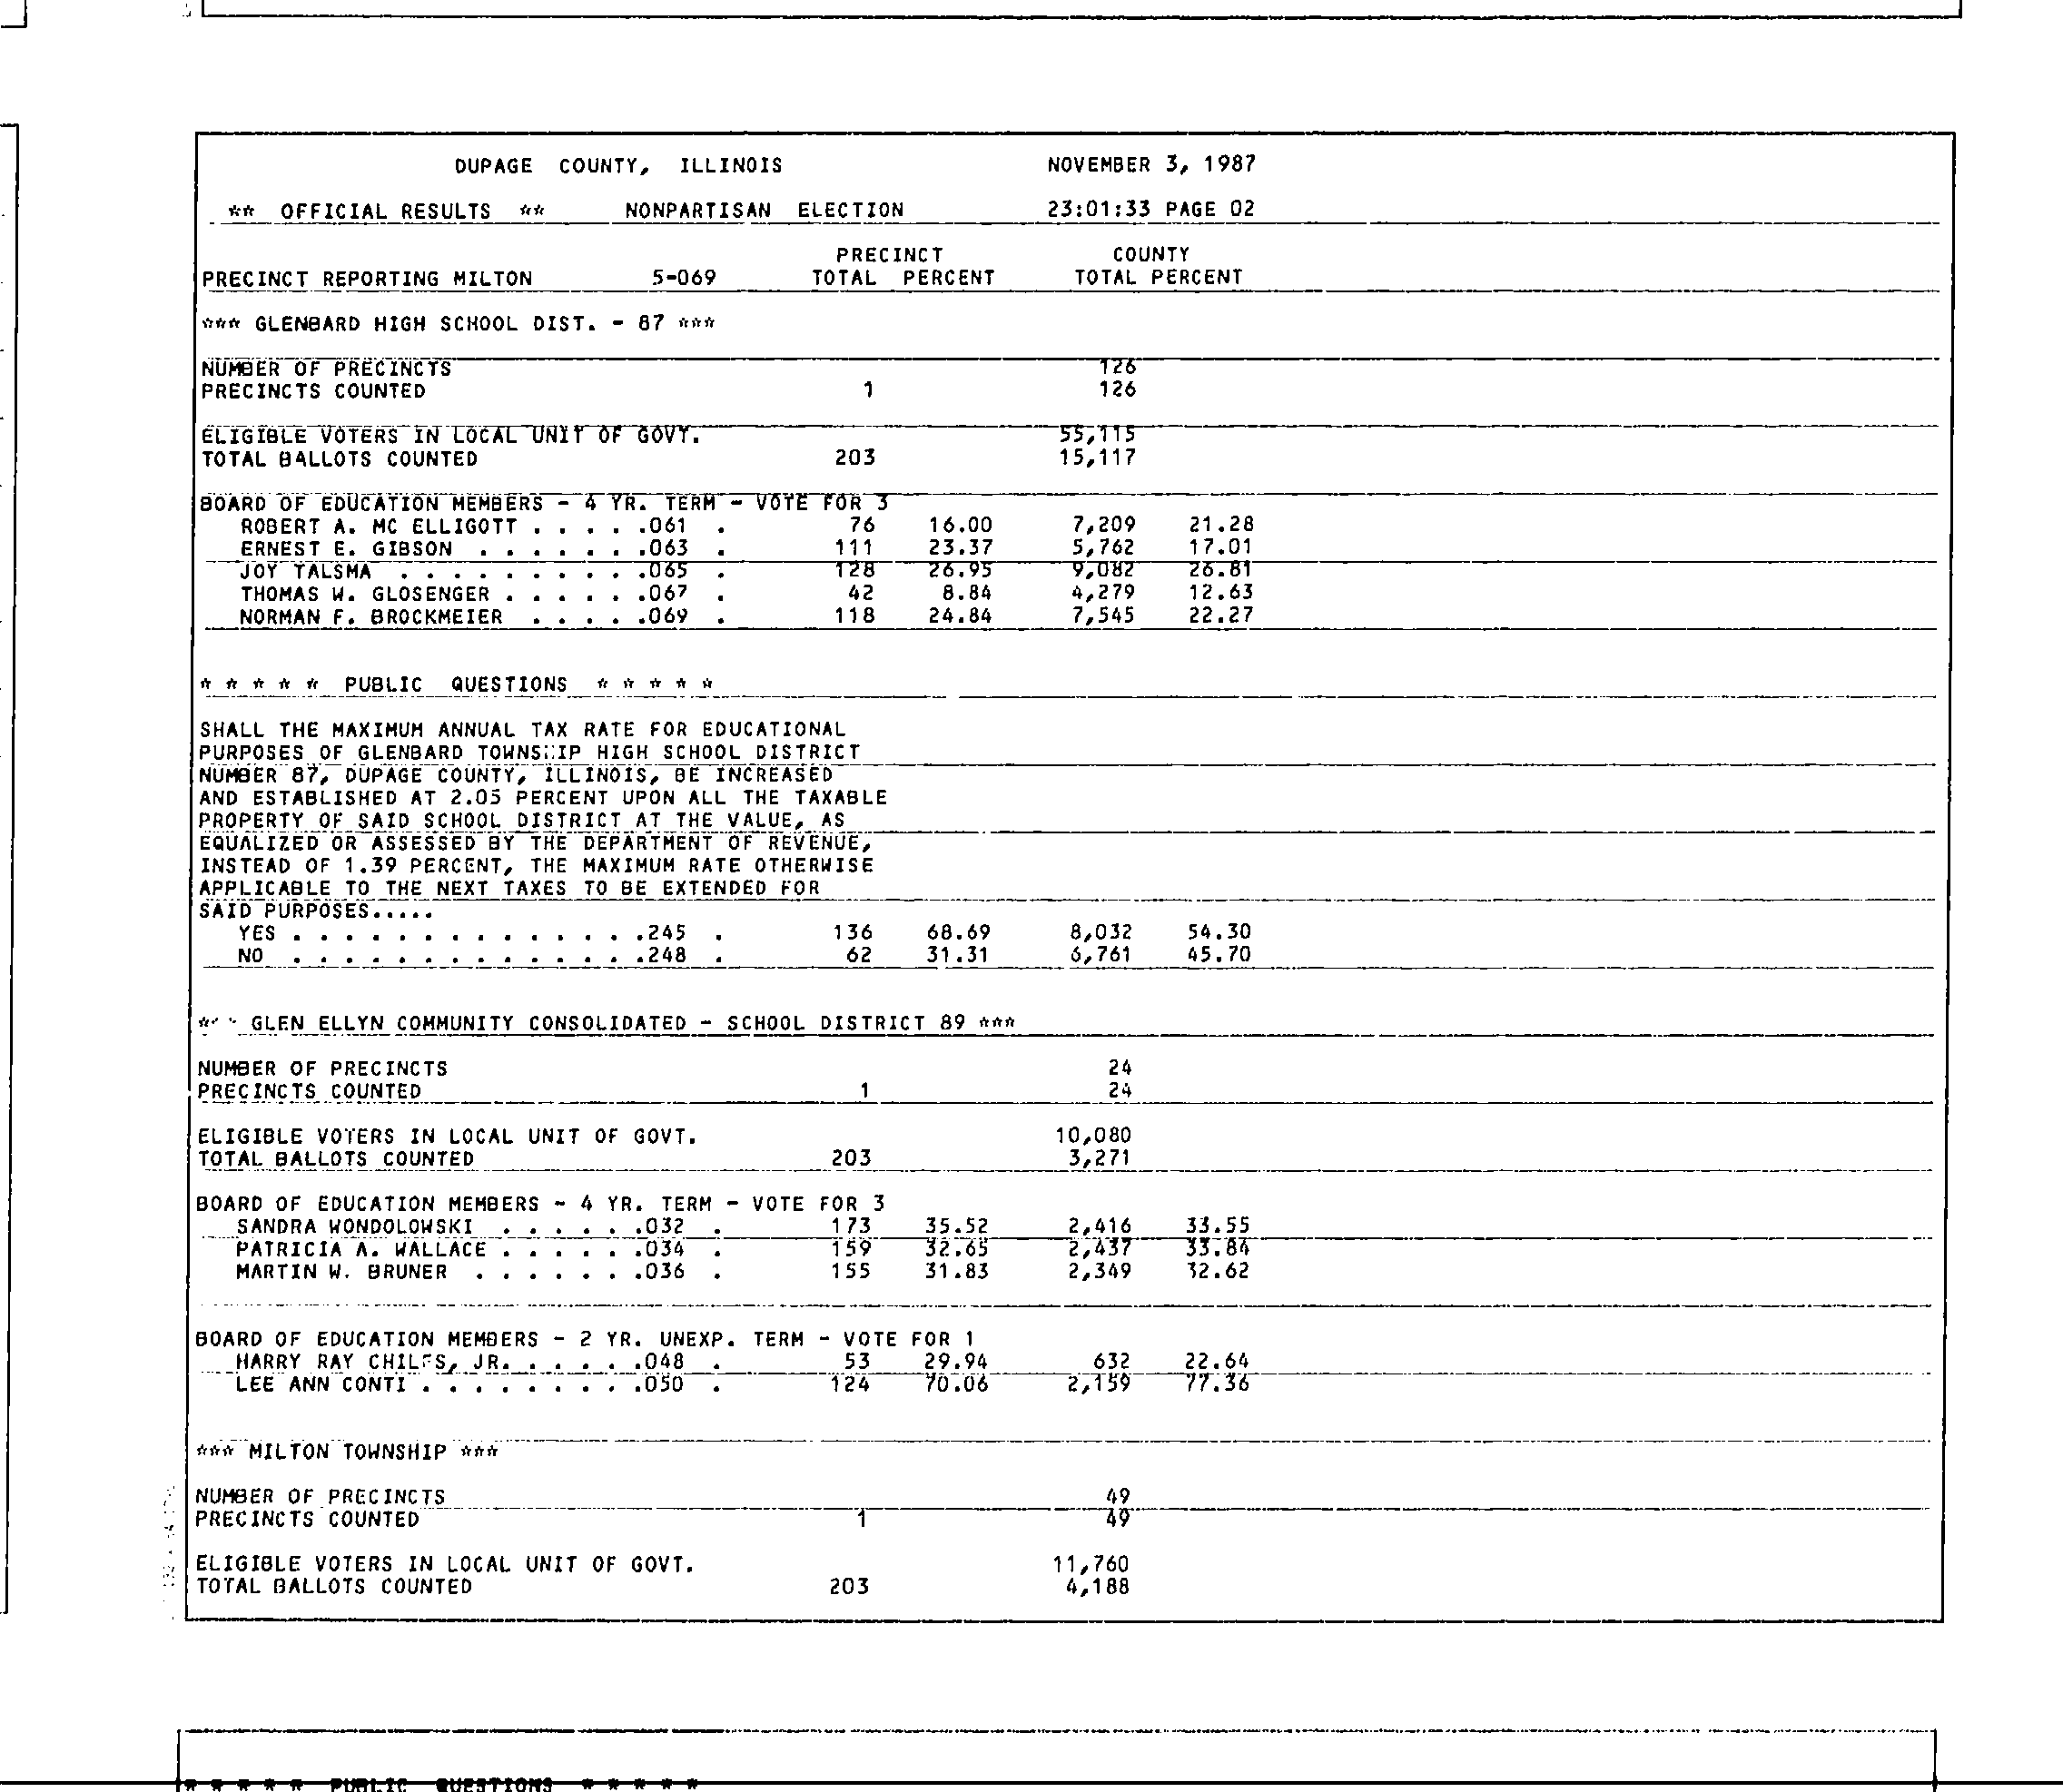 DUPAGE COUNTY, ILLINOIS NOVEMBER 3, 1987
** OFFICIAL RESULTS ** NONPARTISAN ELECTION 23:01:33 PAGE 02
PRECINCT COUNTY
PRECINCT REPORTING MILTON 5-069 TOTAL PERCENT TOTAL PERCENT
*** GLENBARD HIGH SCHOOL DIST. - 87 ***
NUMBER OF PRECINCTS 126
PRECINCTS COUNTED 1 126
ELIGIBLE VOTERS IN LOCAL UNIT OF GOVT. 55,115
TOTAL BALLOTS COUNTED 203 15,117
BOARD OF EDUCATION MEMBERS - 4 YR. TERM - VOTE FOR 3
ROBERT A. MC ELLIGOTT . . . . .061 . 76 16.00 7,209 21.28
ERNEST E. GIBSON . . . . . . .063 . 111 23.37 5,762 17.01
JOY TALSMA . . . . . . . . . .065 . 128 26.95 9,082 26.81
THOMAS W. GLOSENGER . . . . . .067 . 42 8.84 4,279 12.63
NORMAN F. BROCKMEIER . . . . .069 . 118 24.84 7,545 22.27
* * * * * PUBLIC QUESTIONS * * * * *
SHALL THE MAXIMUM ANNUAL TAX RATE FOR EDUCATIONAL
PURPOSES OF GLENBARD TOWNSHIP HIGH SCHOOL DISTRICT
NUMBER 87, DUPAGE COUNTY, ILLINOIS, BE INCREASED
AND ESTABLISHED AT 2.05 PERCENT UPON ALL THE TAXABLE
PROPERTY OF SAID SCHOOL DISTRICT AT THE VALUE, AS
EQUALIZED OR ASSESSED BY THE DEPARTMENT OF REVENUE,
INSTEAD OF 1.39 PERCENT, THE MAXIMUM RATE OTHERWISE
APPLICABLE TO THE NEXT TAXES TO BE EXTENDED FOR
SAID PURPOSES.....
YES . . . . . . . . . . . . . .245 . 136 68.69 8,032 54.30
NO . . . . . . . . . . . . . .248 . 62 31.31 6,761 45.70
*** GLEN ELLYN COMMUNITY CONSOLIDATED - SCHOOL DISTRICT 89 ***
NUMBER OF PRECINCTS 24
PRECINCTS COUNTED 1 24
ELIGIBLE VOTERS IN LOCAL UNIT OF GOVT. 10,080
TOTAL BALLOTS COUNTED 203 3,271
BOARD OF EDUCATION MEMBERS - 4 YR. TERM - VOTE FOR 3
SANDRA WONDOLOWSKI . . . . . .032 . 173 35.52 2,416 33.55
PATRICIA A. WALLACE . . . . . .034 . 159 32.65 2,437 33.84
MARTIN W. BRUNER . . . . . . .036 . 155 31.83 2,349 32.62
BOARD OF EDUCATION MEMBERS - 2 YR. UNEXP. TERM - VOTE FOR 1
HARRY RAY CHILES, JR. . . . . .048 . 53 29.94 632 22.64
LEE ANN CONTI . . . . . . . . .050 . 124 70.06 2,159 77.36
*** MILTON TOWNSHIP ***
NUMBER OF PRECINCTS 49
PRECINCTS COUNTED 1 49
ELIGIBLE VOTERS IN LOCAL UNIT OF GOVT. 11,760
TOTAL BALLOTS COUNTED 203 4,188
* * * * * PUBLIC QUESTIONS * * * * *